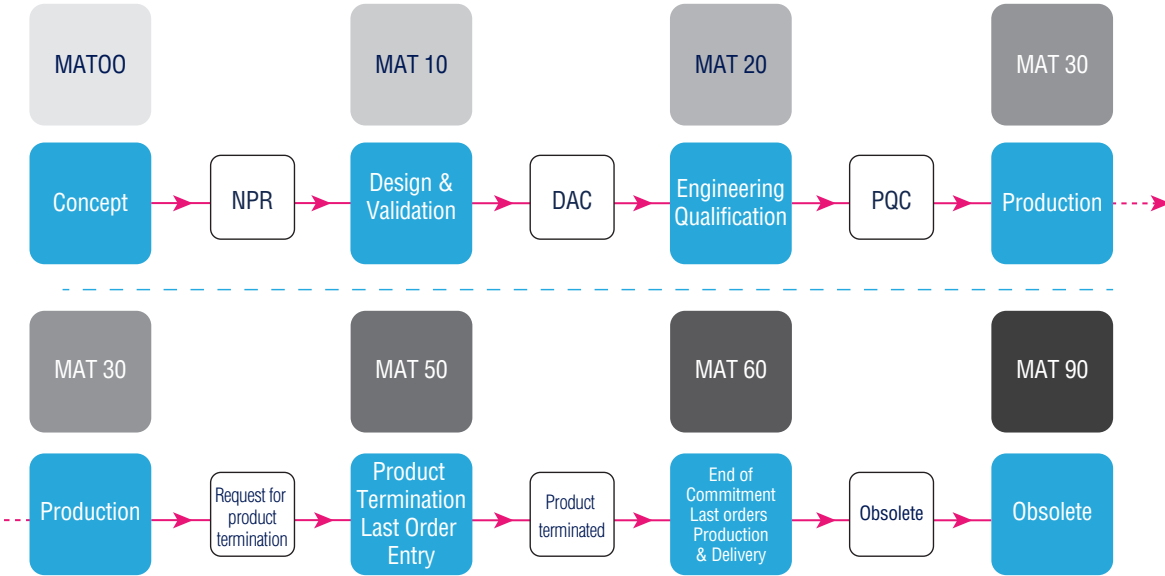 MATOO
MAT 10
MAT 20
MAT 30
Concept
NPR
Design &
Validation
DAC
Engineering
Qualification
PQC
Production
MAT 30
MAT 50
MAT 60
MAT 90
Production
Request for
product
termination
Product
Termination
Last Order
Entry
Product
terminated
End of
Commitment
Last orders
Production
& Delivery
Obsolete
Obsolete